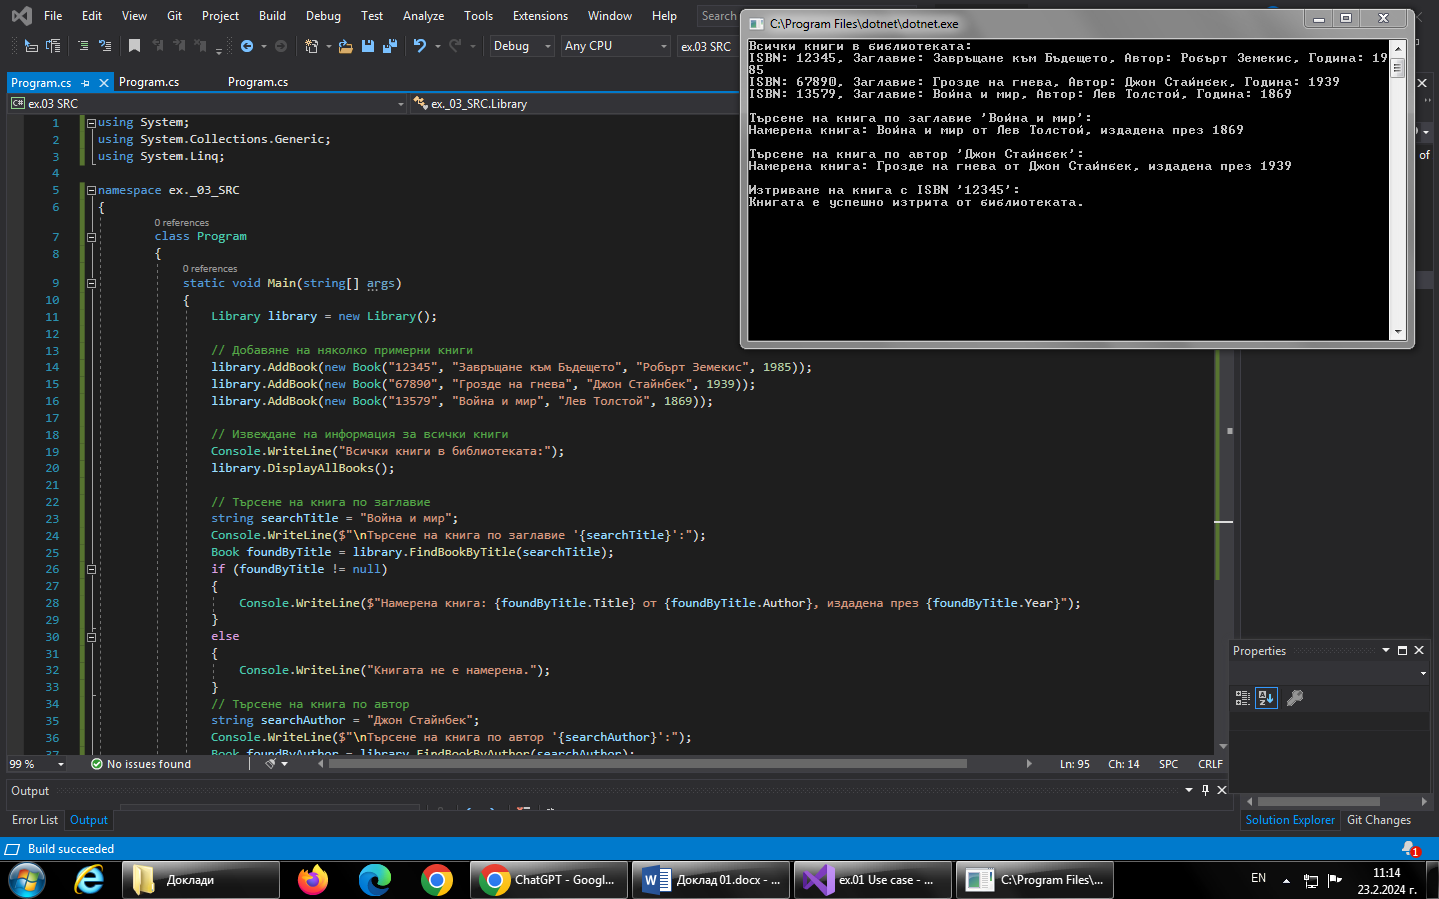 File Edit View Git Project Build Debug Test Analyze Tools Extensions Window Help Search
Debug Any CPU ex.03 SRC
Program.cs Program.cs Program.cs
C# ex.03 SRC ex._03_SRC.Library
1 using System;
2 using System.Collections.Generic;
3 using System.Linq;
4
5 namespace ex._03_SRC
6 {
0 references
7 class Program
8 {
0 references
9 static void Main(string[] args)
10 {
11 Library library = new Library();
12
13 // Добавяне на няколко примерни книги
14 library.AddBook(new Book("12345", "Завръщане към Бъдещето", "Робърт Земекис", 1985));
15 library.AddBook(new Book("67890", "Грозде на гнева", "Джон Стайнбек", 1939));
16 library.AddBook(new Book("13579", "Война и мир", "Лев Толстой", 1869));
17
18 // Извеждане на информация за всички книги
19 Console.WriteLine("Всички книги в библиотеката:");
20 library.DisplayAllBooks();
21
22 // Търсене на книга по заглавие
23 string searchTitle = "Война и мир";
24 Console.WriteLine($"\nТърсене на книга по заглавие '{searchTitle}':");
25 Book foundByTitle = library.FindBookByTitle(searchTitle);
26 if (foundByTitle != null)
27 {
28 Console.WriteLine($"Намерена книга: {foundByTitle.Title} от {foundByTitle.Author}, издадена през {foundByTitle.Year}");
29 }
30 else
31 {
32 Console.WriteLine("Книгата не е намерена.");
33 }
34 // Търсене на книга по автор
35 string searchAuthor = "Джон Стайнбек";
36 Console.WriteLine($"\nТърсене на книга по автор '{searchAuthor}':");
37 Book foundByAuthor = library.FindBookByAuthor(searchAuthor);
C:\Program Files\dotnet\dotnet.exe
Всички книги в библиотеката:
ISBN: 12345, Заглавие: Завръщане към Бъдещето, Автор: Робърт Земекис, Година: 19
85
ISBN: 67890, Заглавие: Грозде на гнева, Автор: Джон Стайнбек, Година: 1939
ISBN: 13579, Заглавие: Война и мир, Автор: Лев Толстой, Година: 1869
Търсене на книга по заглавие 'Война и мир':
Намерена книга: Война и мир от Лев Толстой, издадена през 1869
Търсене на книга по автор 'Джон Стайнбек':
Намерена книга: Грозде на гнева от Джон Стайнбек, издадена през 1939
Изтриване на книга с ISBN '12345':
Книгата е успешно изтрита от библиотеката.
of
Properties
99 % No issues found Ln: 95 Ch: 14 SPC CRLF
Output
Error List Output
Solution Explorer Git Changes
Build succeeded
1
Доклади
ChatGPT - Googl...
Доклад 01.docx - ...
ex.01 Use case - ...
C:\Program Files\...
EN
11:14
23.2.2024 г.